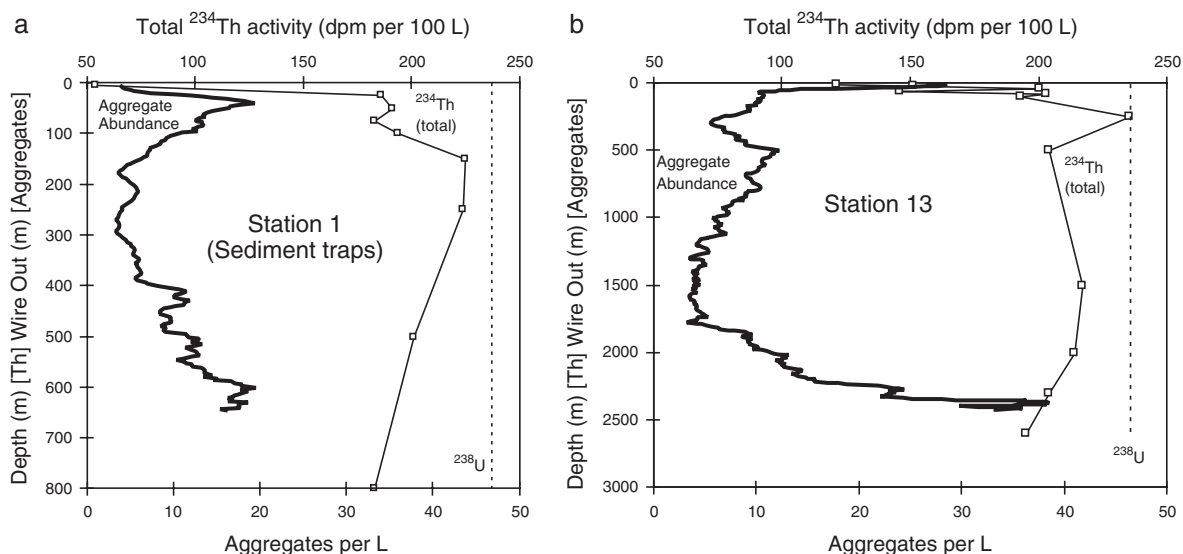 a
Total ²³⁴Th activity (dpm per 100 L)
50 100 150 200 250
Depth (m) [Th] Wire Out (m) [Aggregates]
0
100
200
300
400
500
600
700
800
Aggregate
Abundance
²³⁴Th
(total)
Station 1
(Sediment traps)
²³⁸U
0 10 20 30 40 50
Aggregates per L
b
Total ²³⁴Th activity (dpm per 100 L)
50 100 150 200 250
Depth (m) [Th] Wire Out (m) [Aggregates]
0
500
1000
1500
2000
2500
3000
Aggregate
Abundance
²³⁴Th
(total)
Station 13
²³⁸U
0 10 20 30 40 50
Aggregates per L